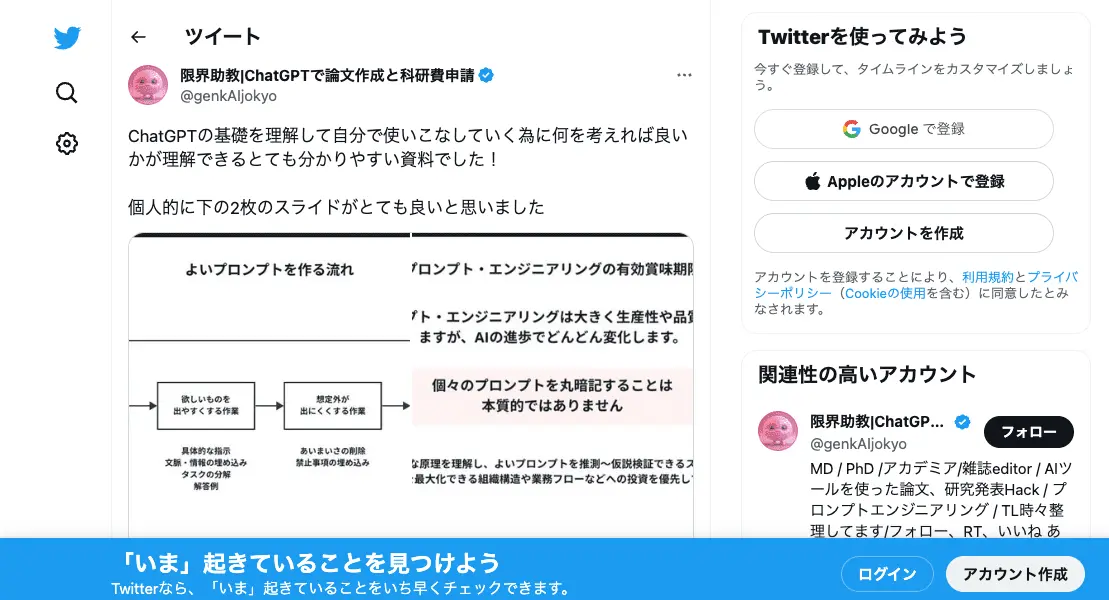 ツイート
限界助教|ChatGPTで論文作成と科研費申請
@genkAIjokyo
ChatGPTの基礎を理解して自分で使いこなしていく為に何を考えれば良い
かが理解できるとても分かりやすい資料でした！
個人的に下の2枚のスライドがとても良いと思いました
よいプロンプトを作る流れ
欲しいものを
出やすくする作業
想定外が
出にくくする作業
具体的な指示
文脈・情報の埋め込み
タスクの分解
解答例
あいまいさの削除
禁止事項の埋め込み
プロンプト・エンジニアリングの有効賞味期限
プト・エンジニアリングは大きく生産性や品質
ますが、AIの進歩でどんどん変化します。
個々のプロンプトを丸暗記することは
本質的ではありません
な原理を理解し、よいプロンプトを推測〜仮説検証できるス
最大化できる組織構造や業務フローなどへの投資を優先し
Twitterを使ってみよう
今すぐ登録して、タイムラインをカスタマイズしましょ
う。
Google で登録
Appleのアカウントで登録
アカウントを作成
アカウントを登録することにより、利用規約とプライバ
シーポリシー（Cookieの使用を含む）に同意したとみ
なされます。
関連性の高いアカウント
限界助教|ChatGP...
@genkAIjokyo
フォロー
MD / PhD /アカデミア/雑誌editor / AIツ
ールを使った論文、研究発表Hack / プ
ロンプトエンジニアリング / TL時々整
理してます/フォロー、RT、いいね あ
「いま」起きていることを見つけよう
Twitterなら、「いま」起きていることをいち早くチェックできます。
ログイン
アカウント作成